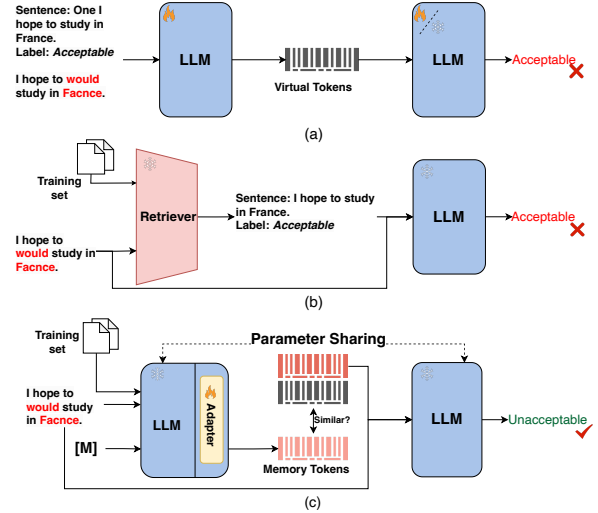 Sentence: One I
hope to study in
France.
Label: Acceptable
I hope to would
study in Facnce.
LLM
Virtual Tokens
LLM
Acceptable
(a)
Training
set
Retriever
I hope to
would study in
Facnce.
Sentence: I hope to study
in France.
Label: Acceptable
LLM
Acceptable
(b)
Training
set
I hope to
would study
in Facnce.
[M]
LLM
Adapter
Parameter Sharing
Similar?
Memory Tokens
LLM
Unacceptable
(c)